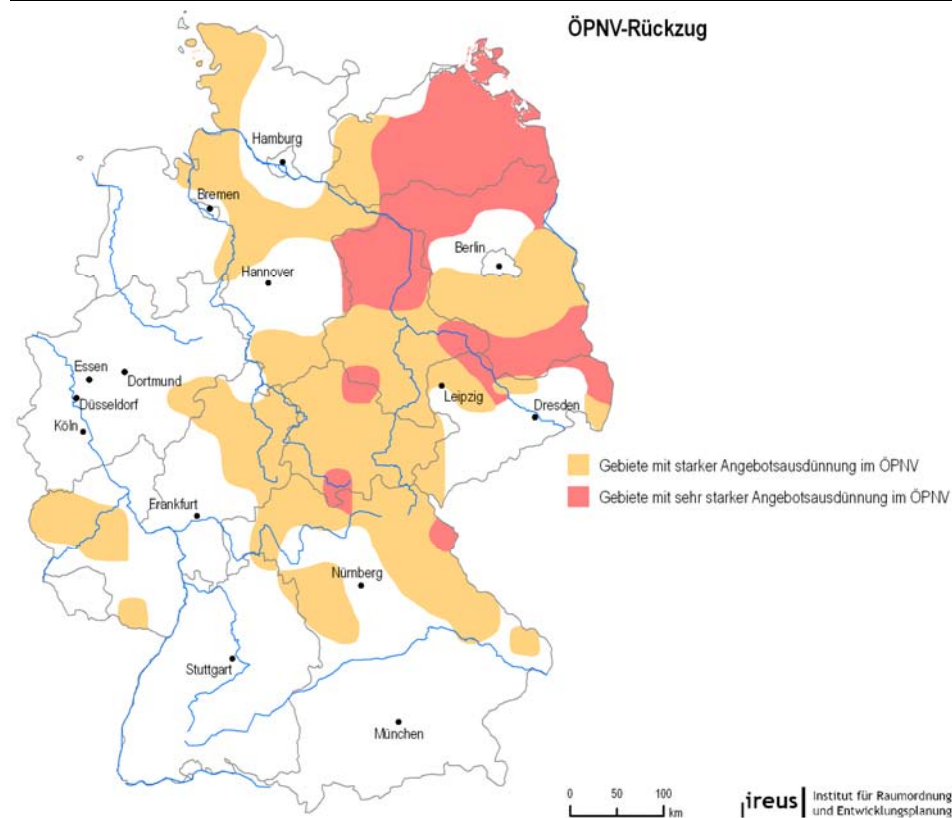 ÖPNV-Rückzug
Hamburg
Bremen
Berlin
Hannover
Essen
Dortmund
Düsseldorf
Leipzig
Köln
Dresden
Gebiete mit starker Angebotsausdünnung im ÖPNV
Gebiete mit sehr starker Angebotsausdünnung im ÖPNV
Frankfurt
Nürnberg
Stuttgart
München
0 50 100
km
ireus
Institut für Raumordnung
und Entwicklungsplanung